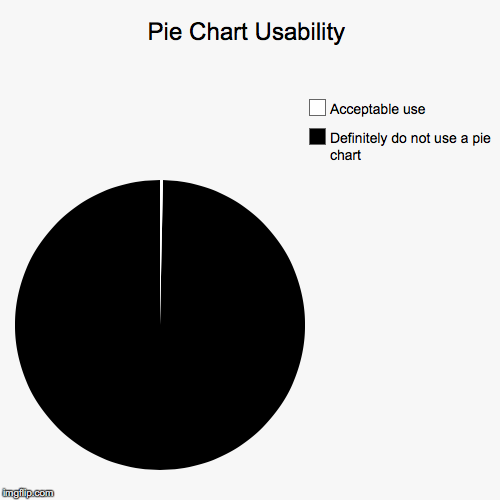 Pie Chart Usability
Acceptable use
Definitely do not use a pie
chart
imgflip.com